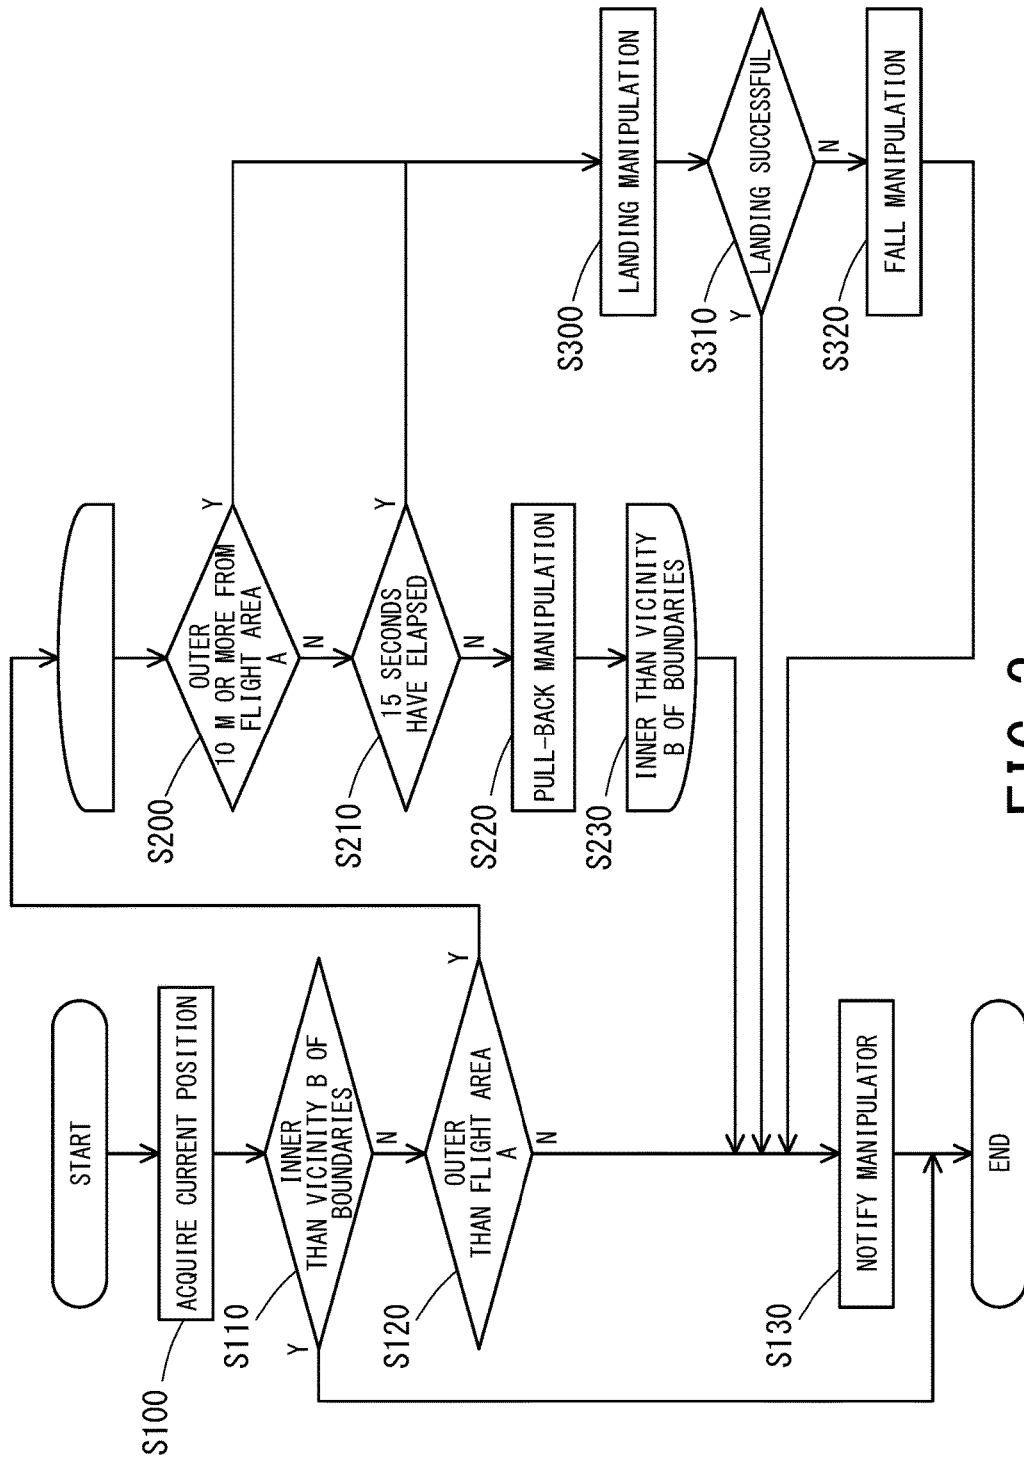 START
S100
ACQUIRE CURRENT POSITION
S110
INNER
THAN VICINITY B OF
BOUNDARIES
Y
N
S120
OUTER
THAN FLIGHT AREA
A
Y
N
S130
NOTIFY MANIPULATOR
END
S200
OUTER
10 M OR MORE FROM
FLIGHT AREA
A
Y
N
S210
15 SECONDS
HAVE ELAPSED
Y
N
S220
PULL-BACK MANIPULATION
S230
INNER THAN VICINITY
B OF BOUNDARIES
S300
LANDING MANIPULATION
S310
LANDING SUCCESSFUL
Y
N
S320
FALL MANIPULATION